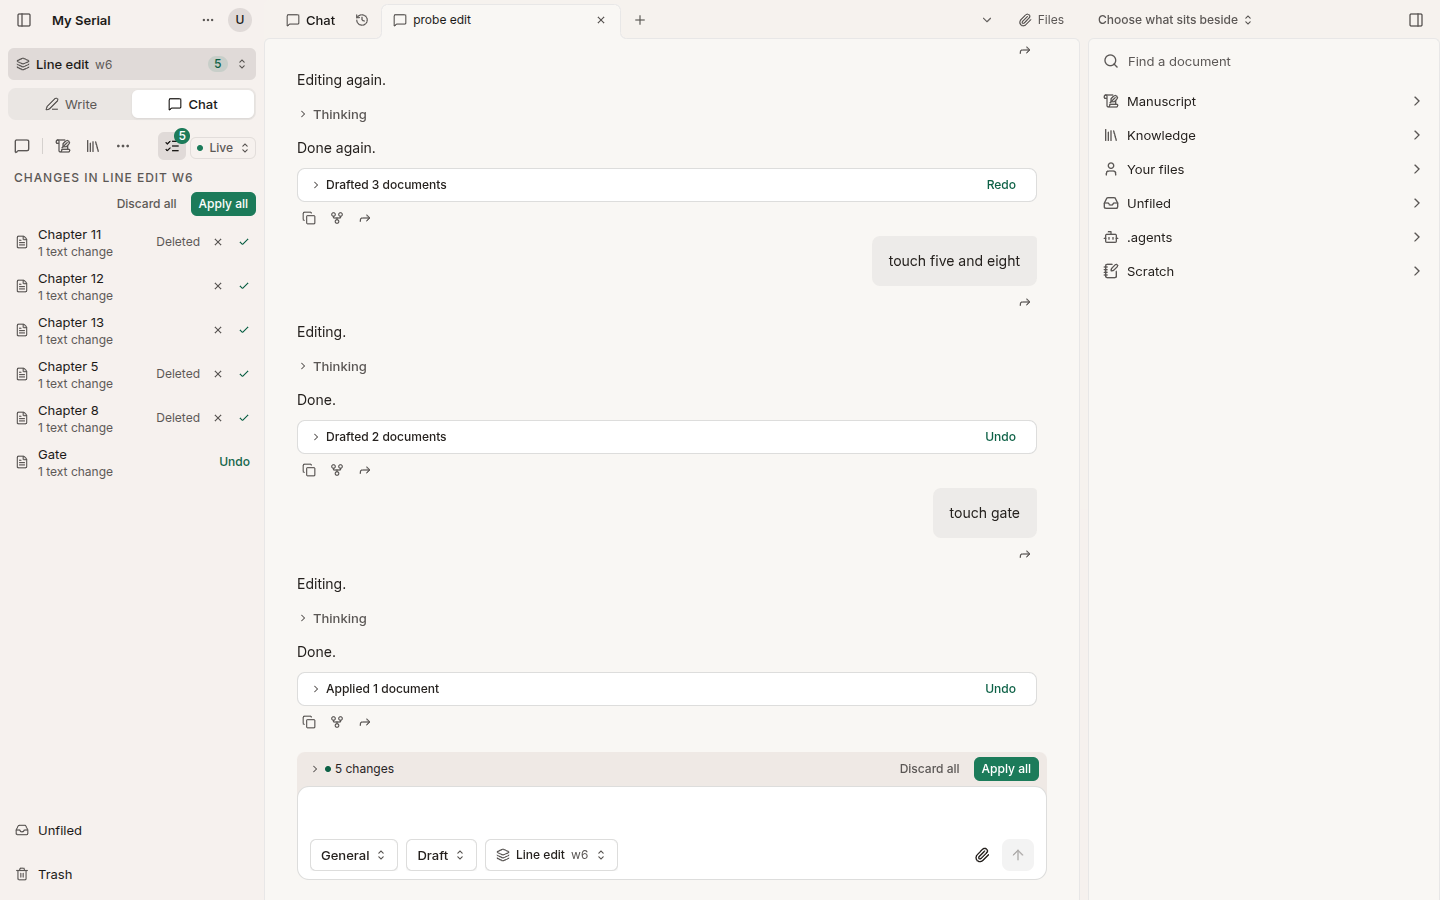 My Serial
U
Chat
probe edit
Files
Choose what sits beside
Line edit w6
5
Write
Chat
5
Live
CHANGES IN LINE EDIT W6
Discard all
Apply all
Chapter 11
1 text change
Deleted
Chapter 12
1 text change
Chapter 13
1 text change
Chapter 5
1 text change
Deleted
Chapter 8
1 text change
Deleted
Gate
1 text change
Undo
Unfiled
Trash
Editing again.
Thinking
Done again.
Drafted 3 documents
Redo
touch five and eight
Editing.
Thinking
Done.
Drafted 2 documents
Undo
touch gate
Editing.
Thinking
Done.
Applied 1 document
Undo
5 changes
Discard all
Apply all
General
Draft
Line edit w6
Find a document
Manuscript
Knowledge
Your files
Unfiled
.agents
Scratch